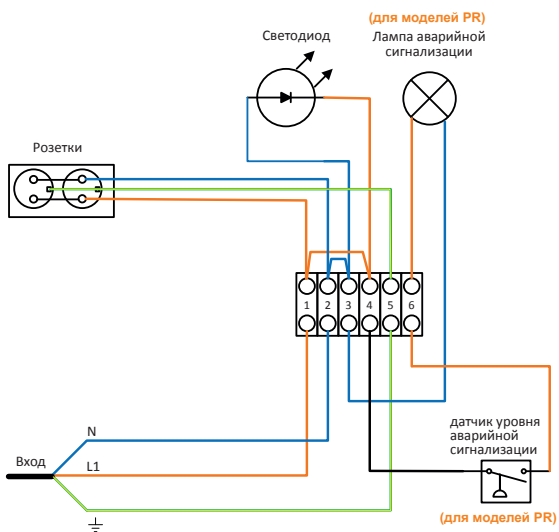 (для моделей PR)
Светодиод
Лампа аварийной
сигнализации
Розетки
1 2 3 4 5 6
N
Вход
L1
датчик уровня
аварийной
сигнализации
(для моделей PR)